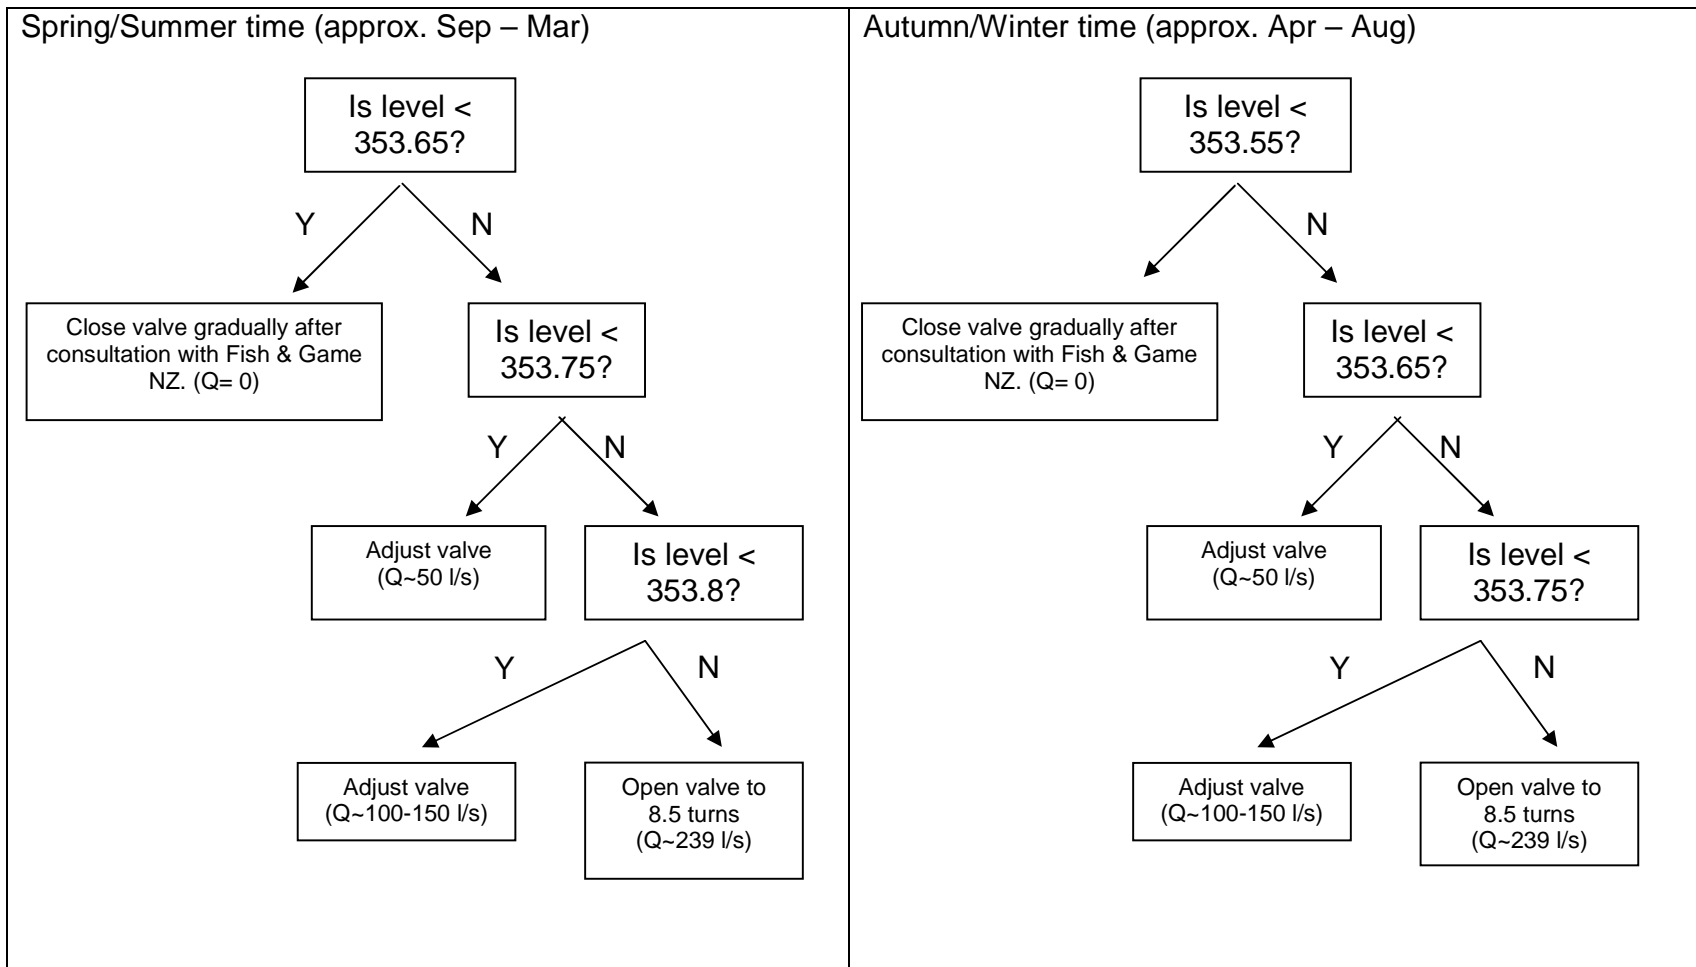 Spring/Summer time (approx. Sep – Mar)
Is level <
353.65?
Y
N
Close valve gradually after
consultation with Fish & Game
NZ. (Q= 0)
Is level <
353.75?
Y
N
Adjust valve
(Q~50 l/s)
Is level <
353.8?
Y
N
Adjust valve
(Q~100-150 l/s)
Open valve to
8.5 turns
(Q~239 l/s)
Autumn/Winter time (approx. Apr – Aug)
Is level <
353.55?
N
Close valve gradually after
consultation with Fish & Game
NZ. (Q= 0)
Is level <
353.65?
Y
N
Adjust valve
(Q~50 l/s)
Is level <
353.75?
Y
N
Adjust valve
(Q~100-150 l/s)
Open valve to
8.5 turns
(Q~239 l/s)